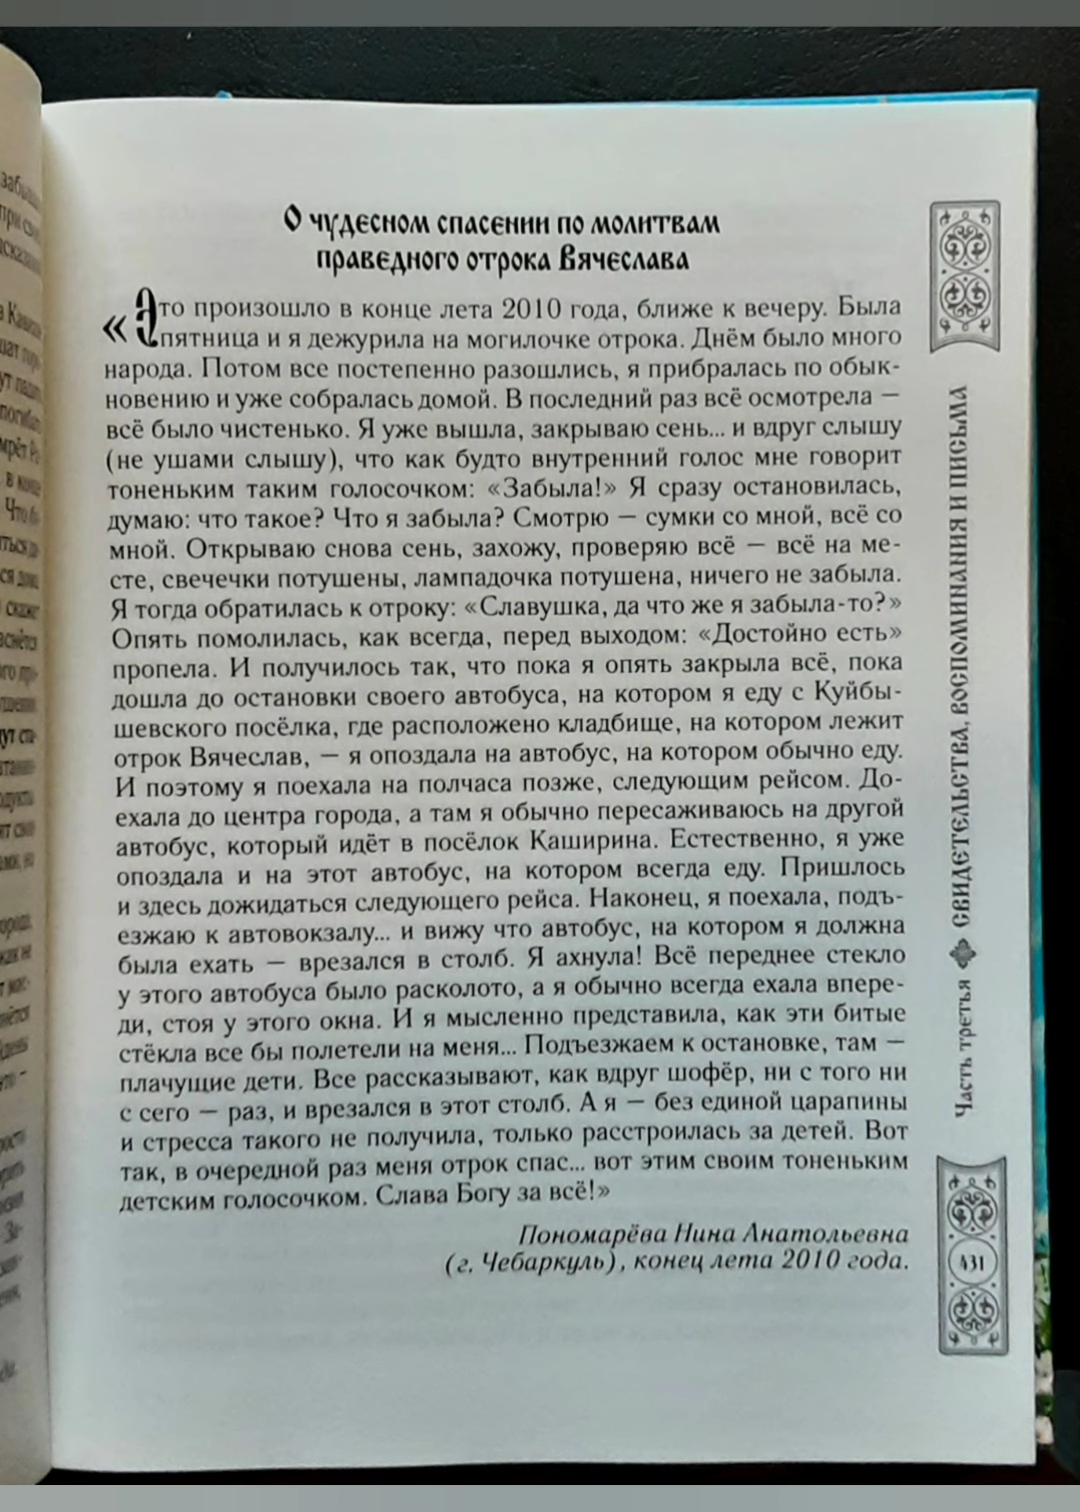 О чудесном спасении по молитвам
праведного отрока Вячеслава
«Это произошло в конце лета 2010 года, ближе к вечеру. Была
пятница и я дежурила на могилочке отрока. Днём было много
народа. Потом все постепенно разошлись, я прибралась по обык-
новению и уже собралась домой. В последний раз всё осмотрела —
всё было чистенько. Я уже вышла, закрываю сень... и вдруг слышу
(не ушами слышу), что как будто внутренний голос мне говорит
тоненьким таким голосочком: «Забыла!» Я сразу остановилась,
думаю: что такое? Что я забыла? Смотрю — сумки со мной, всё со
мной. Открываю снова сень, захожу, проверяю всё — всё на ме-
сте, свечечки потушены, лампадочка потушена, ничего не забыла.
Я тогда обратилась к отроку: «Славушка, да что же я забыла-то?»
Опять помолилась, как всегда, перед выходом: «Достойно есть»
пропела. И получилось так, что пока я опять закрыла всё, пока
дошла до остановки своего автобуса, на котором я еду с Куйбы-
шевского посёлка, где расположено кладбище, на котором лежит
отрок Вячеслав, — я опоздала на автобус, на котором обычно еду.
И поэтому я поехала на полчаса позже, следующим рейсом. До-
ехала до центра города, а там я обычно пересаживаюсь на другой
автобус, который идёт в посёлок Каширина. Естественно, я уже
опоздала и на этот автобус, на котором всегда еду. Пришлось
и здесь дожидаться следующего рейса. Наконец, я поехала, подъ-
езжаю к автовокзалу... и вижу что автобус, на котором я должна
была ехать — врезался в столб. Я ахнула! Всё переднее стекло
у этого автобуса было расколото, а я обычно всегда ехала впере-
ди, стоя у этого окна. И я мысленно представила, как эти битые
стёкла все бы полетели на меня... Подъезжаем к остановке, там —
плачущие дети. Все рассказывают, как вдруг шофёр, ни с того ни
с сего — раз, и врезался в этот столб. А я — без единой царапины
и стресса такого не получила, только расстроилась за детей. Вот
так, в очередной раз меня отрок спас... вот этим своим тоненьким
детским голосочком. Слава Богу за всё!»
Пономарёва Нина Анатольевна
(г. Чебаркуль), конец лета 2010 года.
Часть третья ✤ СВИДЕТЕЛЬСТВА, ВОСПОМИНАНИЯ И ПИСЬМА
431